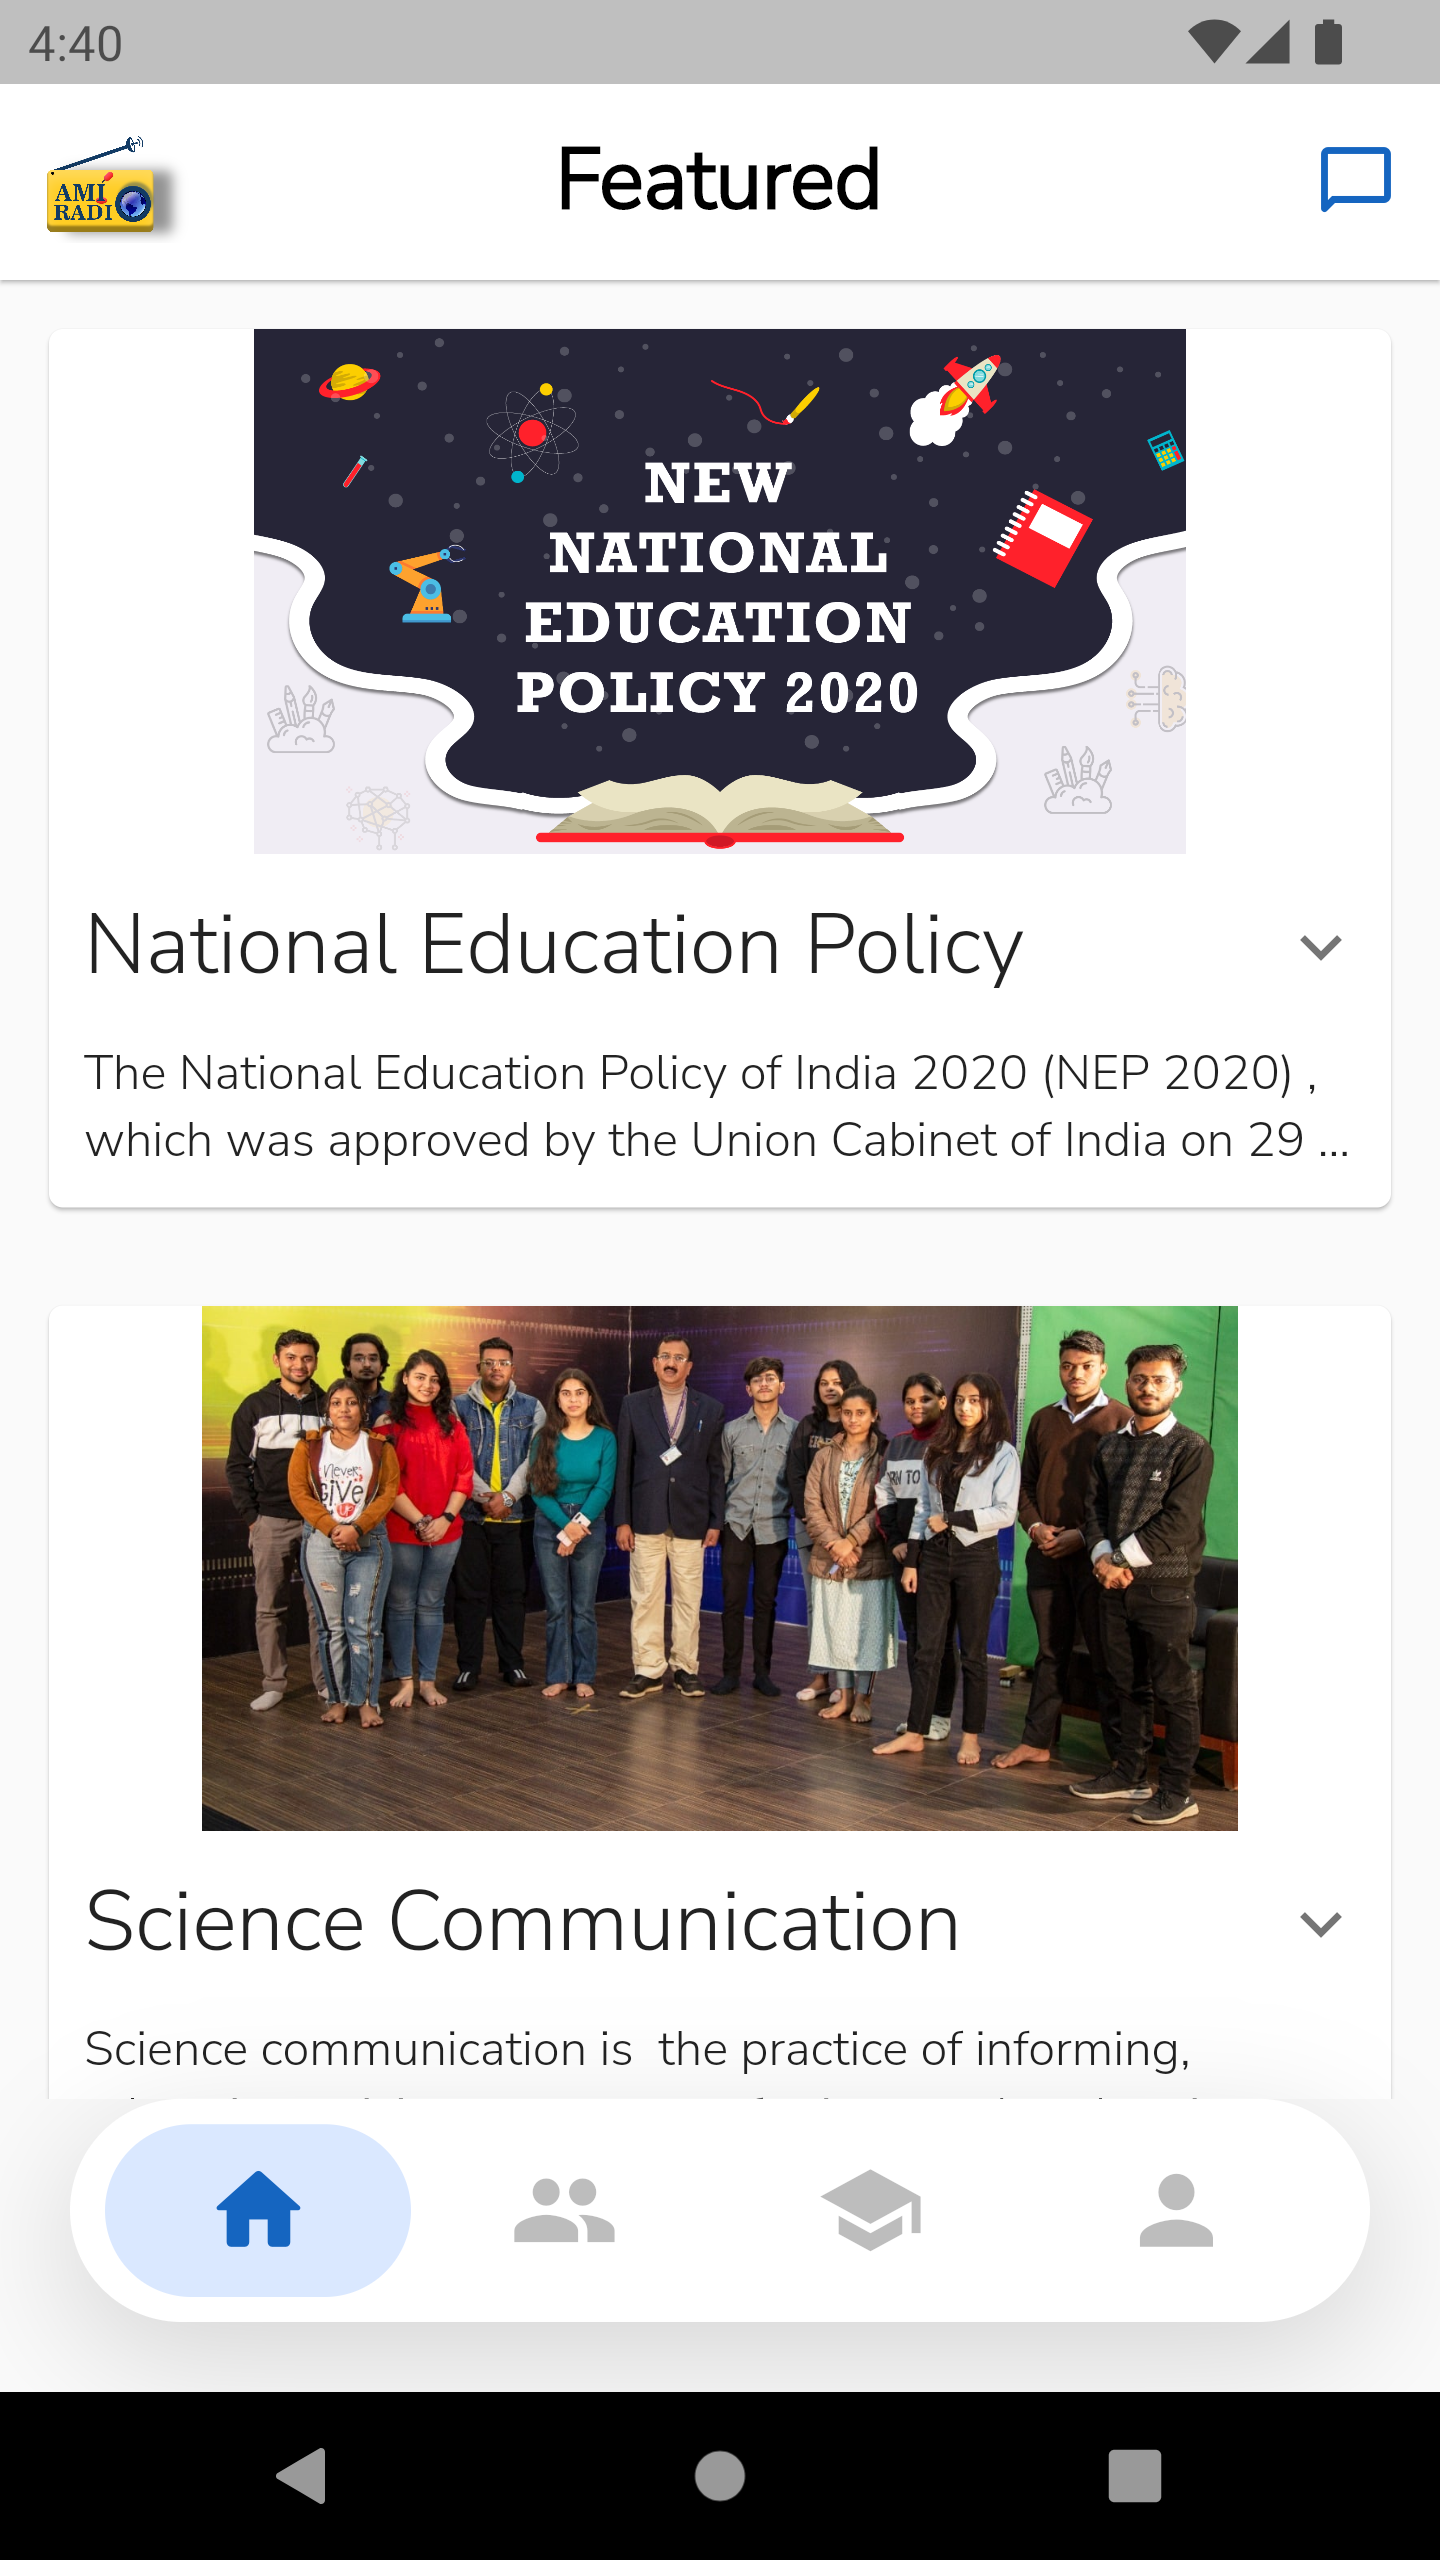 4:40
AMI
RADI
Featured
NEW
NATIONAL
EDUCATION
POLICY 2020
National Education Policy
The National Education Policy of India 2020 (NEP 2020) ,
which was approved by the Union Cabinet of India on 29 ...
never
GIVE
UP
RN TO
Science Communication
Science communication is  the practice of informing,